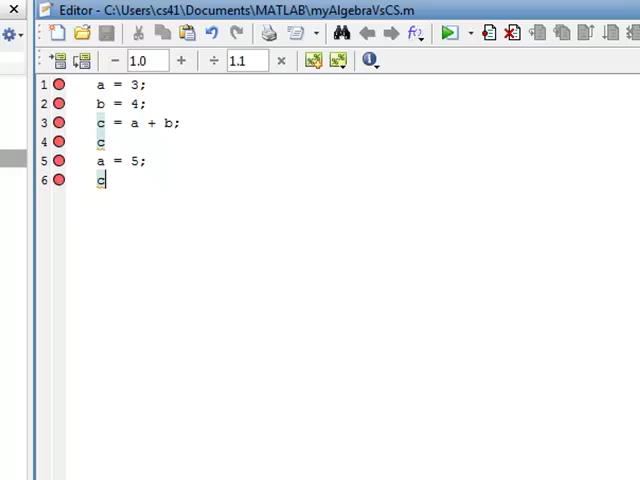 Editor - C:\Users\cs41\Documents\MATLAB\myAlgebraVsCS.m
− 1.0 + ÷ 1.1 ×
1 a = 3;
2 b = 4;
3 c = a + b;
4 c
5 a = 5;
6 c